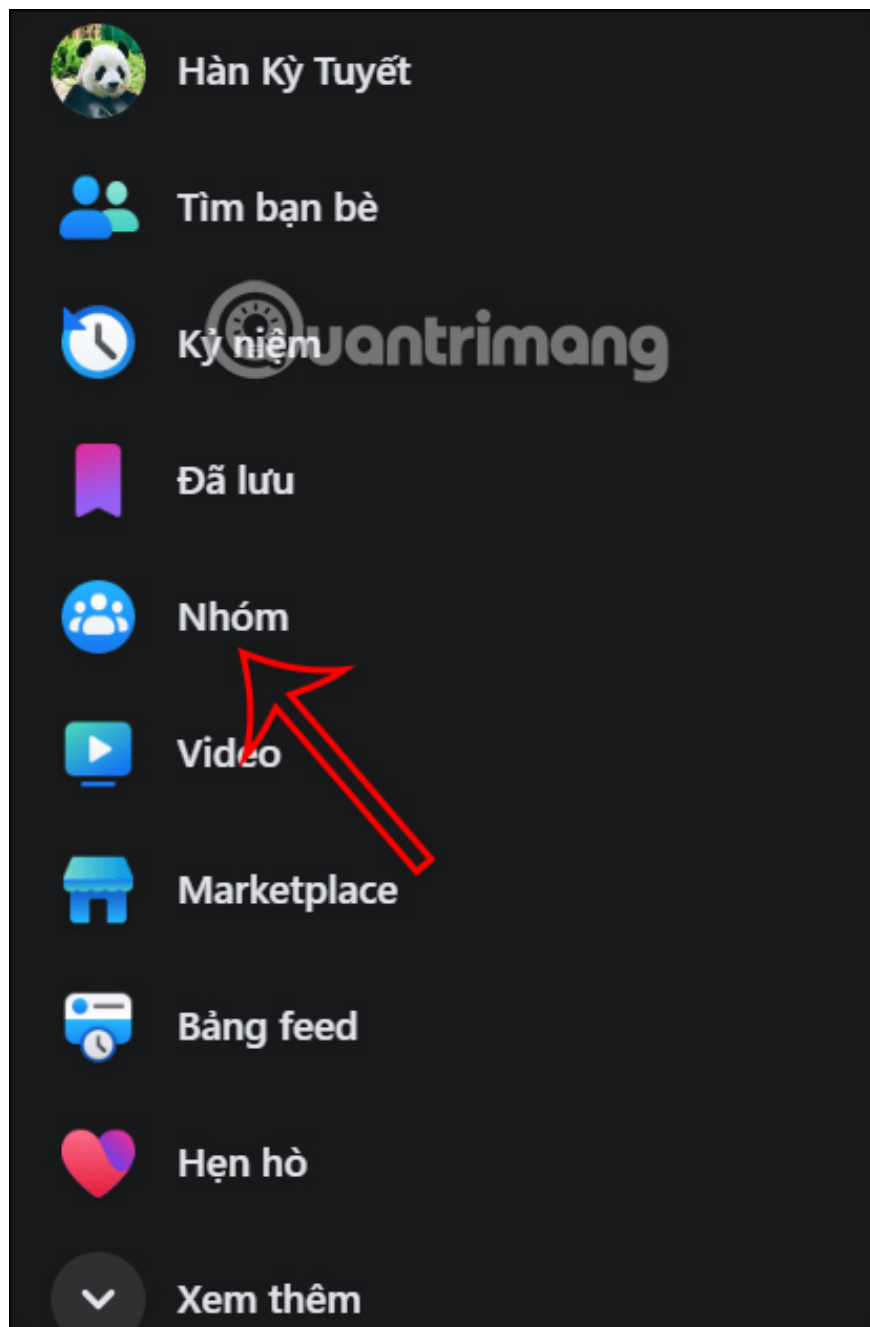 Hàn Kỳ Tuyết
Tìm bạn bè
Kỷ niệm
Quantrimang
Đã lưu
Nhóm
Video
Marketplace
Bảng feed
Hẹn hò
Xem thêm